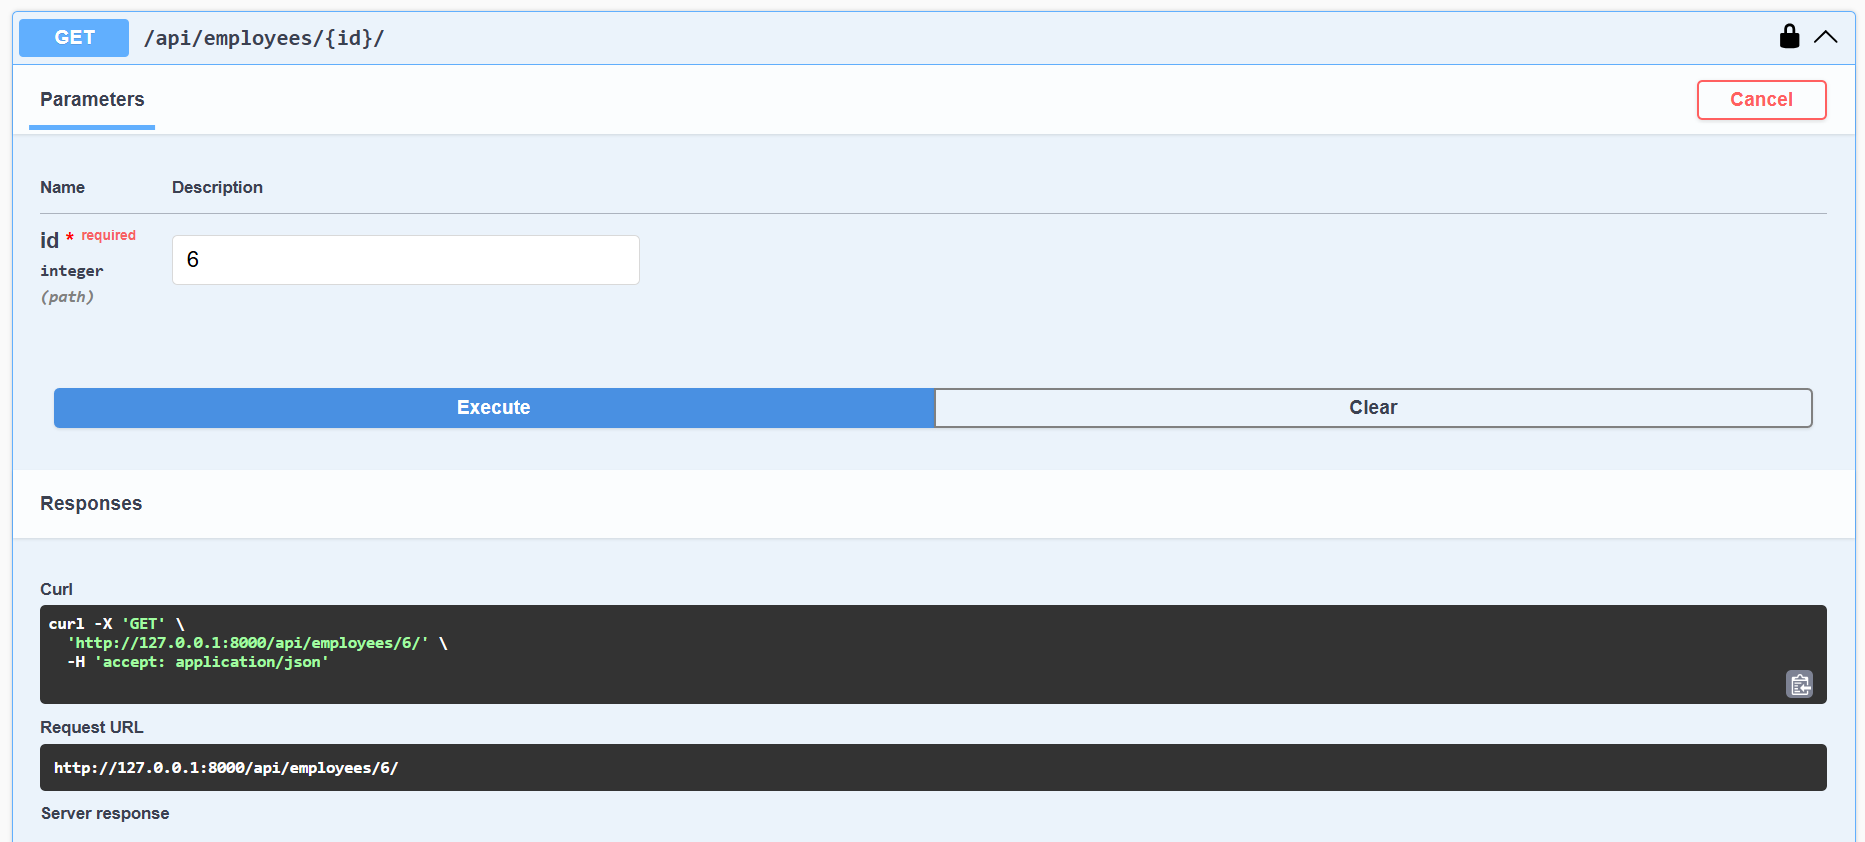 GET /api/employees/{id}/
Parameters
Cancel
Name Description
id * required
6
integer
(path)
Execute Clear
Responses
Curl
curl -X 'GET' \
  'http://127.0.0.1:8000/api/employees/6/' \
  -H 'accept: application/json'
Request URL
http://127.0.0.1:8000/api/employees/6/
Server response